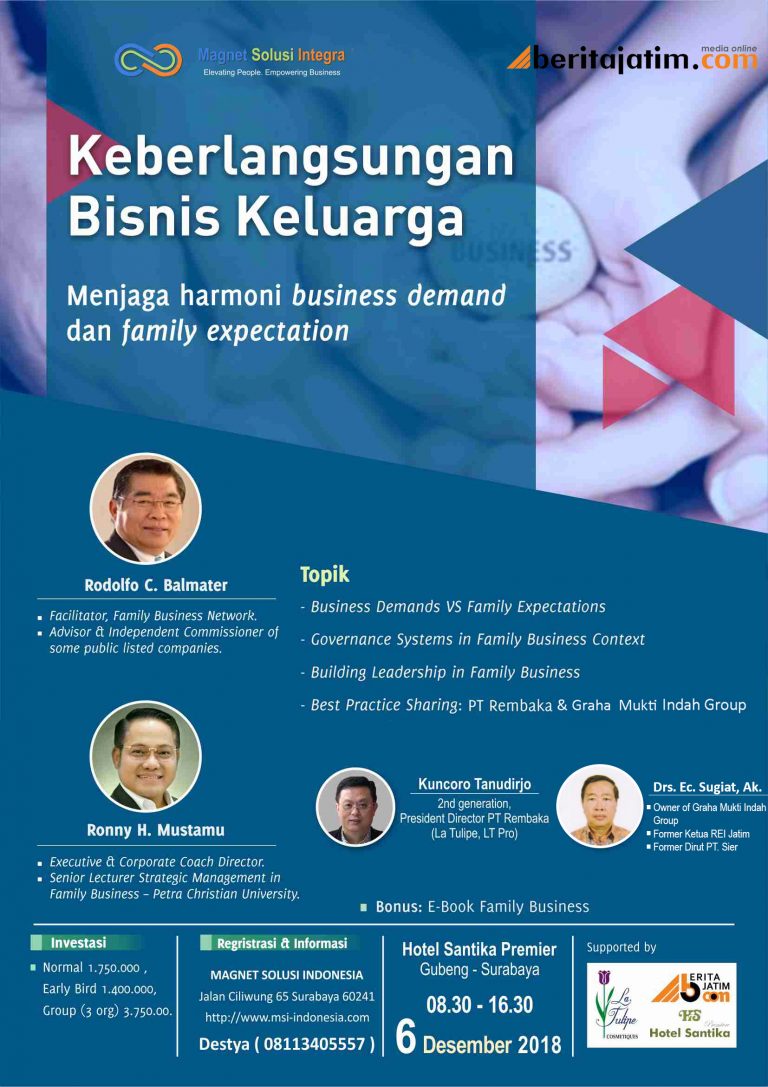 Magnet Solusi Integra
Elevating People. Empowering Business
media online
beritajatim.com
Keberlangsungan
Bisnis Keluarga
BUSINESS
Menjaga harmoni business demand
dan family expectation
Rodolfo C. Balmater
Facilitator, Family Business Network.
Advisor & Independent Commissioner of
some public listed companies.
Topik
- Business Demands VS Family Expectations
- Governance Systems in Family Business Context
- Building Leadership in Family Business
- Best Practice Sharing: PT Rembaka & Graha Mukti Indah Group
Ronny H. Mustamu
Executive & Corporate Coach Director.
Senior Lecturer Strategic Management in
Family Business – Petra Christian University.
Kuncoro Tanudirjo
2nd generation,
President Director PT Rembaka
(La Tulipe, LT Pro)
Drs. Ec. Sugiat, Ak.
Owner of Graha Mukti Indah
Group
Former Ketua REI Jatim
Former Dirut PT. Sier
Bonus: E-Book Family Business
Investasi
Normal 1.750.000 ,
Early Bird 1.400.000,
Group (3 org) 3.750.00.
Regristrasi & Informasi
MAGNET SOLUSI INDONESIA
Jalan Ciliwung 65 Surabaya 60241
http://www.msi-indonesia.com
Destya ( 08113405557 )
Hotel Santika Premier
Gubeng - Surabaya
08.30 - 16.30
6 Desember 2018
Supported by
La
Tulipe
COSMETIQUES
BERITA
JATIM
.com
HS
Premiere
Hotel Santika